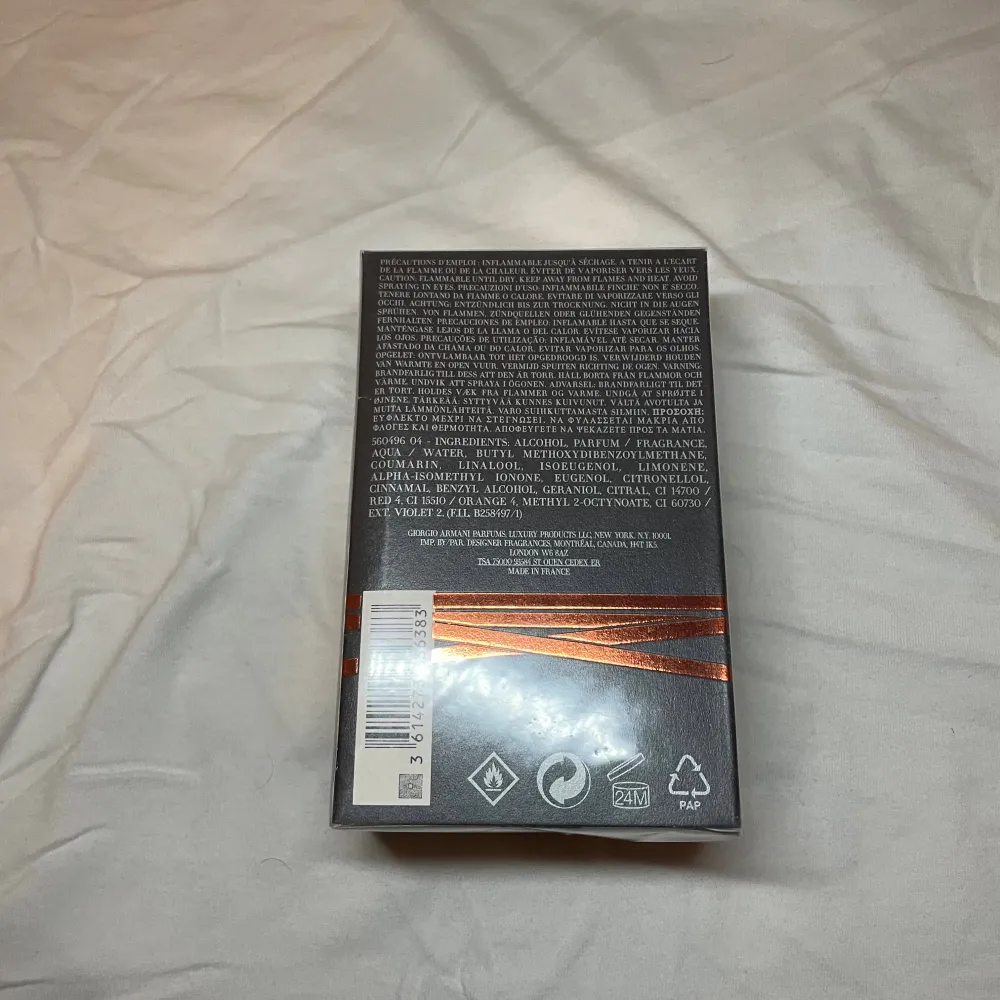 PRÉCAUTIONS D'EMPLOI : INFLAMMABLE JUSQU'À SÉCHAGE. A TENIR A L'ÉCART
DE LA FLAMME OU DE LA CHALEUR. ÉVITER DE VAPORISER VERS LES YEUX.
CAUTION: FLAMMABLE UNTIL DRY. KEEP AWAY FROM FLAMES AND HEAT. AVOID
SPRAYING IN EYES. PRECAUZIONI D'USO: INFIAMMABILE FINCHE' NON E' SECCO.
TENERE LONTANO DA FIAMME O CALORE. EVITARE DI VAPORIZZARE VERSO GLI
OCCHI. ACHTUNG: ENTZÜNDLICH BIS ZUR TROCKNUNG. NICHT IN DIE AUGEN
SPRÜHEN. VON FLAMMEN, ZÜNDQUELLEN ODER GLÜHENDEN GEGENSTÄNDEN
FERNHALTEN. PRECAUCIONES DE EMPLEO: INFLAMABLE HASTA QUE SE SEQUE.
MANTÉNGASE LEJOS DE LA LLAMA O DEL CALOR. EVÍTESE VAPORIZAR HACIA
LOS OJOS. PRECAUÇÕES DE UTILIZAÇÃO: INFLAMÁVEL ATÉ SECAR. MANTER
AFASTADO DA CHAMA OU DO CALOR. EVITAR VAPORIZAR PARA OS OLHOS.
OPGELET: ONTVLAMBAAR TOT HET OPGEDROOGD IS. VERWIJDERD HOUDEN
VAN WARMTE EN OPEN VUUR. VERMIJD SPUITEN RICHTING DE OGEN. VARNING:
BRANDFARLIGT TILL DESS ATT DEN ÄR TORR. HÅLL BORTA FRÅN FLAMMOR OCH
VÄRME. UNDVIK ATT SPRAYA I ÖGONEN. ADVARSEL: BRANDFARLIGT TIL DET
ER TØRT. HOLDES VÆK FRA FLAMMER OG VARME. UNDGÅ AT SPRØJTE I
ØJNENE. TÄRKEÄÄ: SYTTYVÄÄ KUNNES KUIVUNUT. VÄLTÄ AVOTULTA JA
MUITA LÄMMÖNLÄHTEITÄ. VARO SUIHKUTTAMASTA SILMIIN. ΠΡΟΣΟΧΗ:
ΕΥΦΛΕΚΤΟ ΜΕΧΡΙ ΝΑ ΣΤΕΓΝΩΣΕΙ. ΝΑ ΦΥΛΑΣΣΕΤΑΙ ΜΑΚΡΙΑ ΑΠΟ
ΦΛΟΓΕΣ ΚΑΙ ΘΕΡΜΟΤΗΤΑ. ΑΠΟΦΕΥΓΕΤΕ ΝΑ ΨΕΚΑΖΕΤΕ ΠΡΟΣ ΤΑ ΜΑΤΙΑ.
560496 04 - INGREDIENTS: ALCOHOL, PARFUM / FRAGRANCE,
AQUA / WATER, BUTYL METHOXYDIBENZOYLMETHANE,
COUMARIN, LINALOOL, ISOEUGENOL, LIMONENE,
ALPHA-ISOMETHYL IONONE, EUGENOL, CITRONELLOL,
CINNAMAL, BENZYL ALCOHOL, GERANIOL, CITRAL, CI 14700 /
RED 4, CI 15510 / ORANGE 4, METHYL 2-OCTYNOATE, CI 60730 /
EXT. VIOLET 2. (F.I.L. B258497/1)
GIORGIO ARMANI PARFUMS, LUXURY PRODUCTS LLC, NEW YORK, N.Y. 10001.
IMP. BY/PAR. DESIGNER FRAGRANCES, MONTRÉAL, CANADA, H4T 1K5.
LONDON W6 8AZ
TSA 75000 93584 ST OUEN CEDEX, FR
MADE IN FRANCE
3 61427 6383
24M
PAP